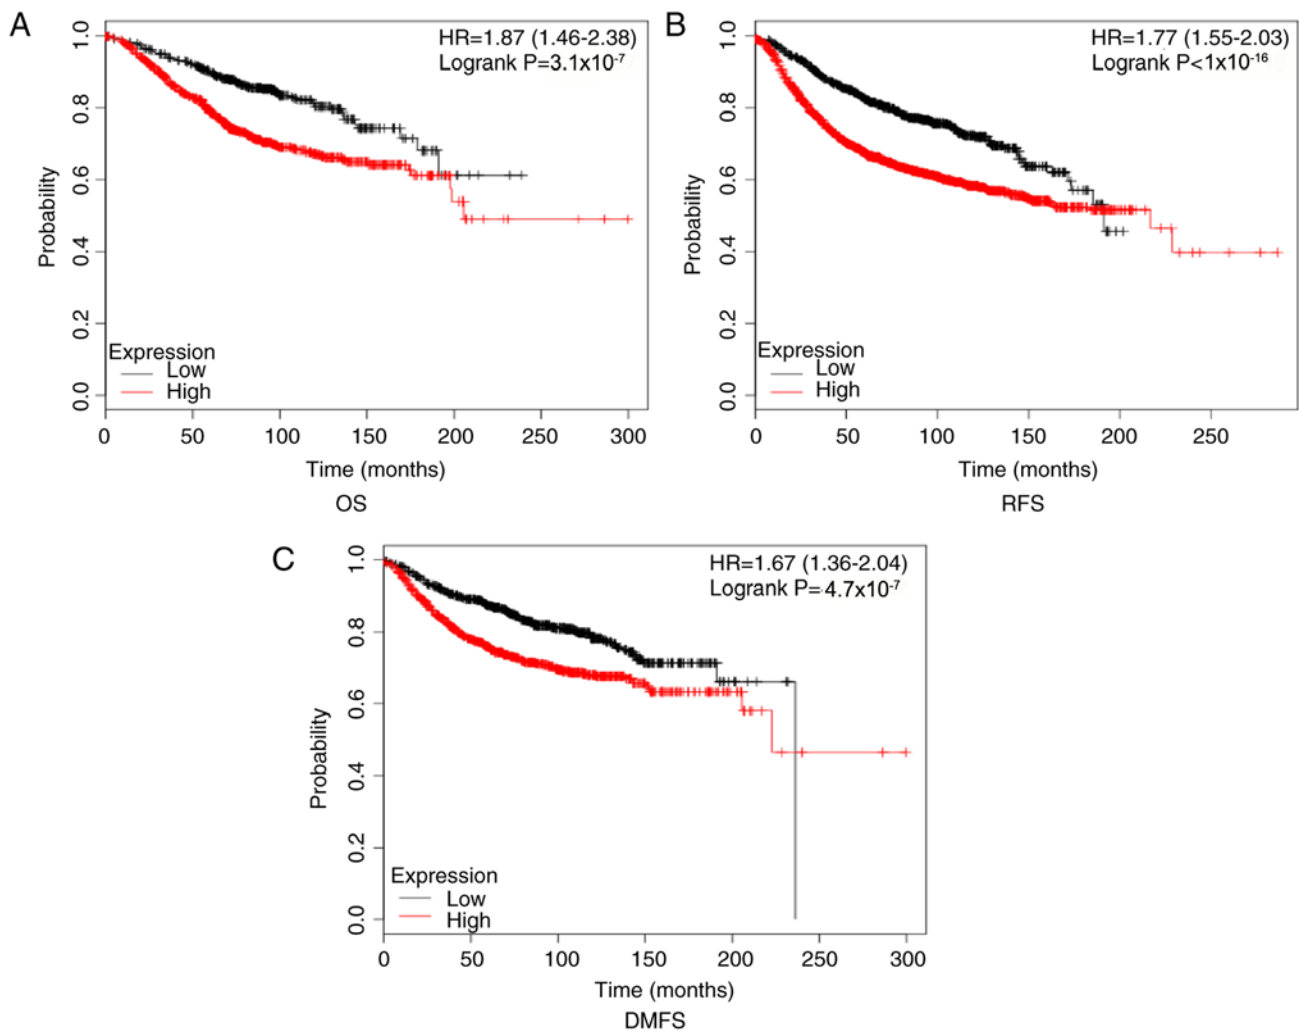 A
HR=1.87 (1.46-2.38)
Logrank P=3.1x10⁻⁷
Probability
1.0
0.8
0.6
0.4
0.2
0.0
Expression
Low
High
0 50 100 150 200 250 300
Time (months)
OS
B
HR=1.77 (1.55-2.03)
Logrank P<1x10⁻¹⁶
Probability
1.0
0.8
0.6
0.4
0.2
0.0
Expression
Low
High
0 50 100 150 200 250
Time (months)
RFS
C
HR=1.67 (1.36-2.04)
Logrank P=4.7x10⁻⁷
Probability
1.0
0.8
0.6
0.4
0.2
0.0
Expression
Low
High
0 50 100 150 200 250 300
Time (months)
DMFS